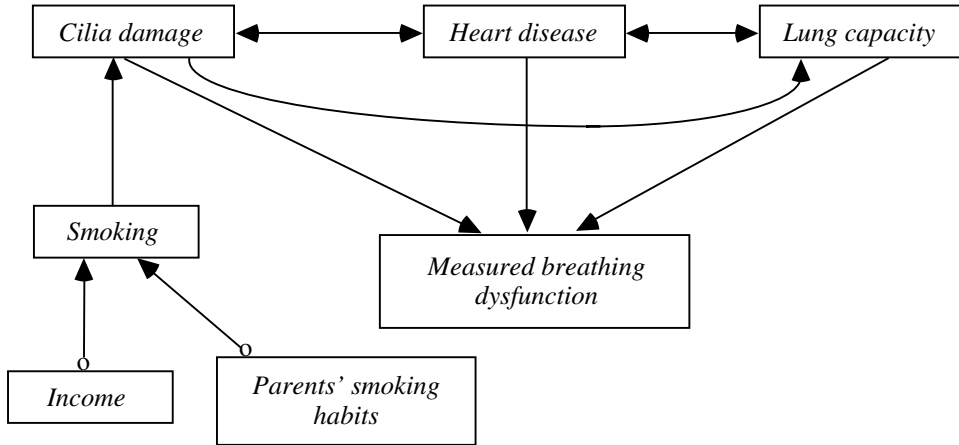 Cilia damage
Heart disease
Lung capacity
Smoking
Measured breathing
dysfunction
o
o
Income
Parents’ smoking
habits